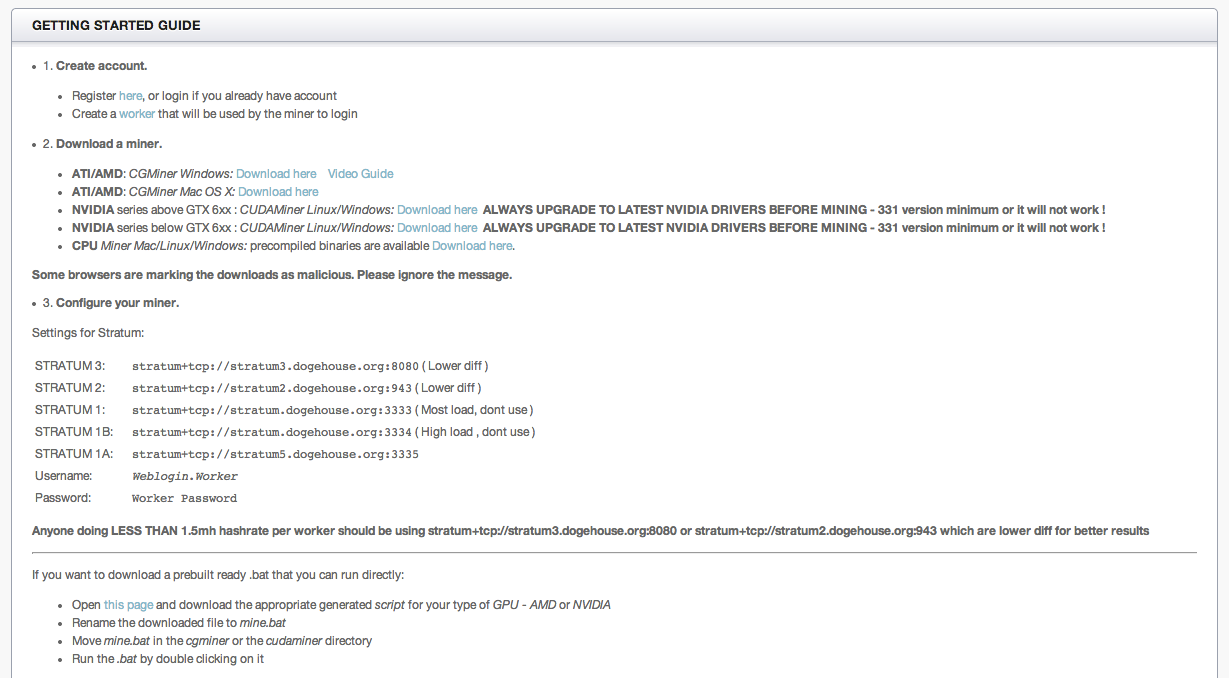 GETTING STARTED GUIDE
1. Create account.
Register here, or login if you already have account
Create a worker that will be used by the miner to login
2. Download a miner.
ATI/AMD: CGMiner Windows: Download here Video Guide
ATI/AMD: CGMiner Mac OS X: Download here
NVIDIA series above GTX 6xx : CUDAMiner Linux/Windows: Download here ALWAYS UPGRADE TO LATEST NVIDIA DRIVERS BEFORE MINING - 331 version minimum or it will not work !
NVIDIA series below GTX 6xx : CUDAMiner Linux/Windows: Download here ALWAYS UPGRADE TO LATEST NVIDIA DRIVERS BEFORE MINING - 331 version minimum or it will not work !
CPU Miner Mac/Linux/Windows: precompiled binaries are available Download here.
Some browsers are marking the downloads as malicious. Please ignore the message.
3. Configure your miner.
Settings for Stratum:
STRATUM 3: stratum+tcp://stratum3.dogehouse.org:8080 ( Lower diff )
STRATUM 2: stratum+tcp://stratum2.dogehouse.org:943 ( Lower diff )
STRATUM 1: stratum+tcp://stratum.dogehouse.org:3333 ( Most load, dont use )
STRATUM 1B: stratum+tcp://stratum.dogehouse.org:3334 ( High load , dont use )
STRATUM 1A: stratum+tcp://stratum5.dogehouse.org:3335
Username: Weblogin.Worker
Password: Worker Password
Anyone doing LESS THAN 1.5mh hashrate per worker should be using stratum+tcp://stratum3.dogehouse.org:8080 or stratum+tcp://stratum2.dogehouse.org:943 which are lower diff for better results
If you want to download a prebuilt ready .bat that you can run directly:
Open this page and download the appropriate generated script for your type of GPU - AMD or NVIDIA
Rename the downloaded file to mine.bat
Move mine.bat in the cgminer or the cudaminer directory
Run the .bat by double clicking on it